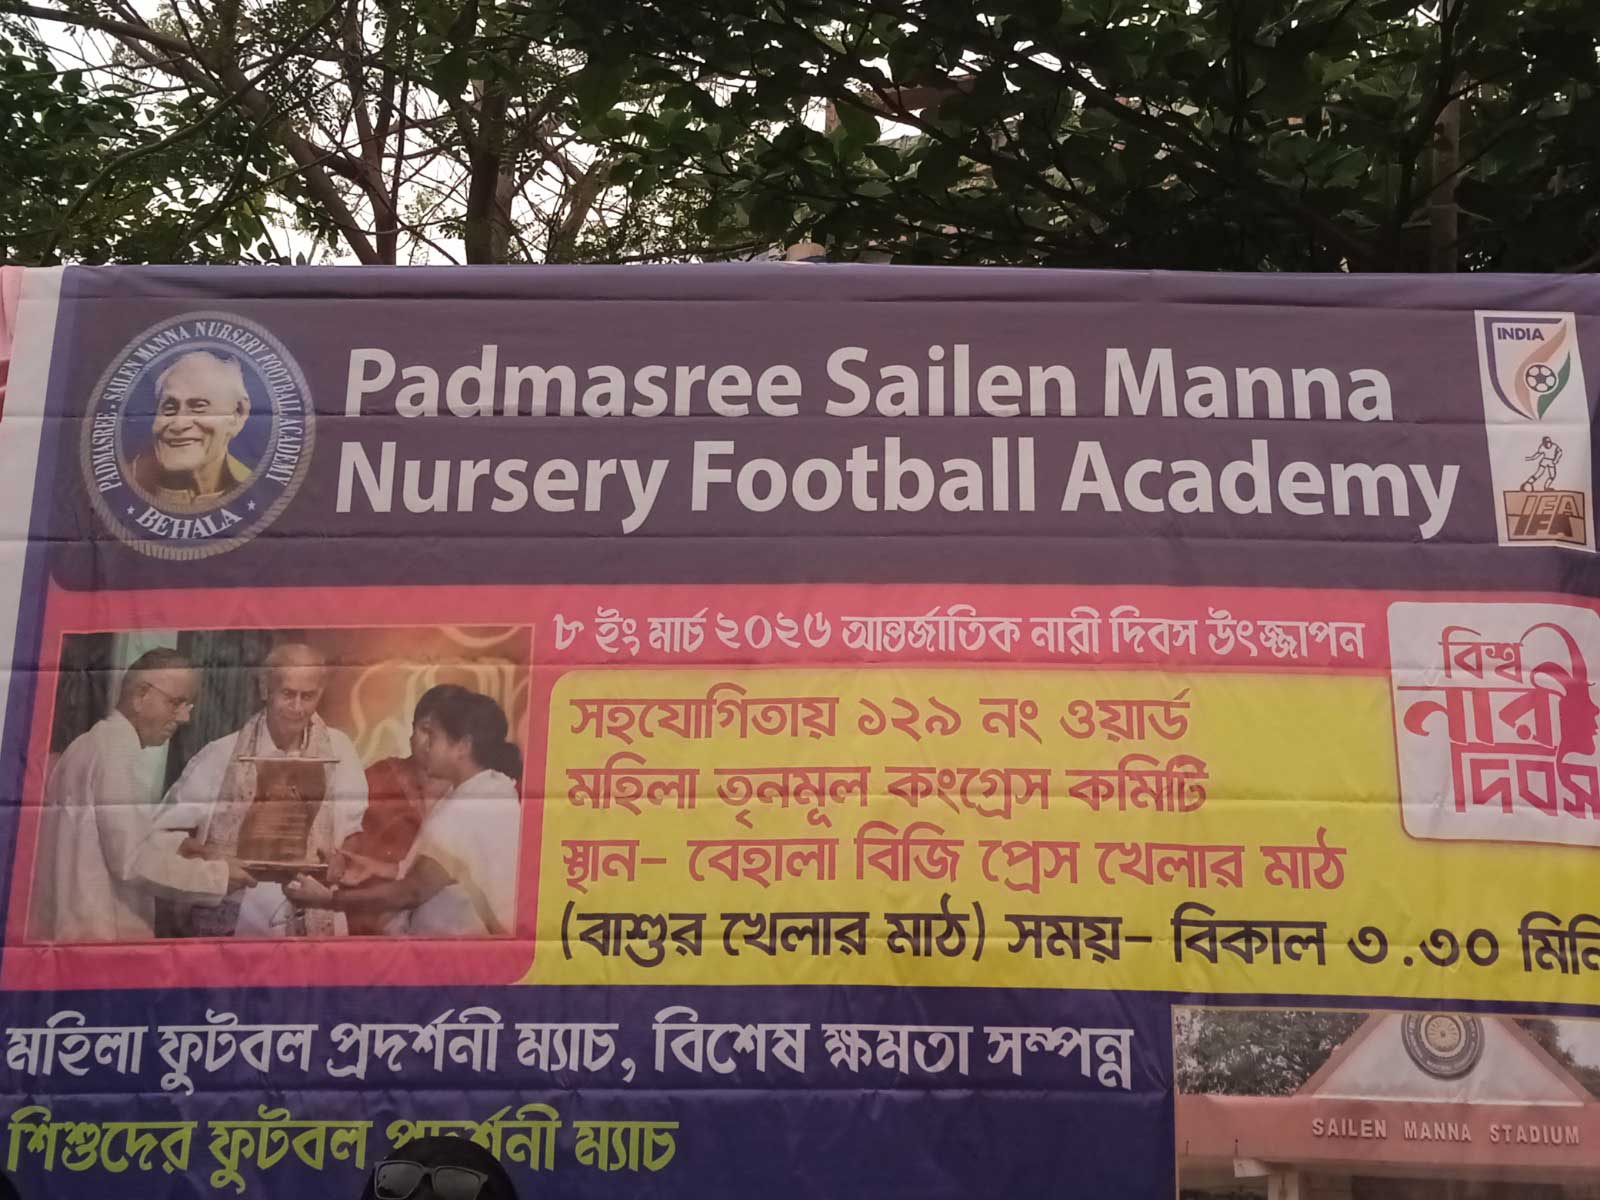 PADMASREE - SAILEN MANNA NURSERY FOOTBALL ACADEMY
BEHALA
Padmasree Sailen Manna
Nursery Football Academy
INDIA
IFA
৮ ইং মার্চ ২০২৬ আন্তর্জাতিক নারী দিবস উৎজ্জাপন
বিশ্ব
নারী
দিবস
সহযোগিতায় ১২৯ নং ওয়ার্ড
মহিলা তৃনমূল কংগ্রেস কমিটি
স্থান- বেহালা বিজি প্রেস খেলার মাঠ
(বাশুর খেলার মাঠ) সময়- বিকাল ৩.৩০ মিনি
মহিলা ফুটবল প্রদর্শনী ম্যাচ, বিশেষ ক্ষমতা সম্পন্ন
শিশুদের ফুটবল প্রদর্শনী ম্যাচ
SAILEN MANNA STADIUM